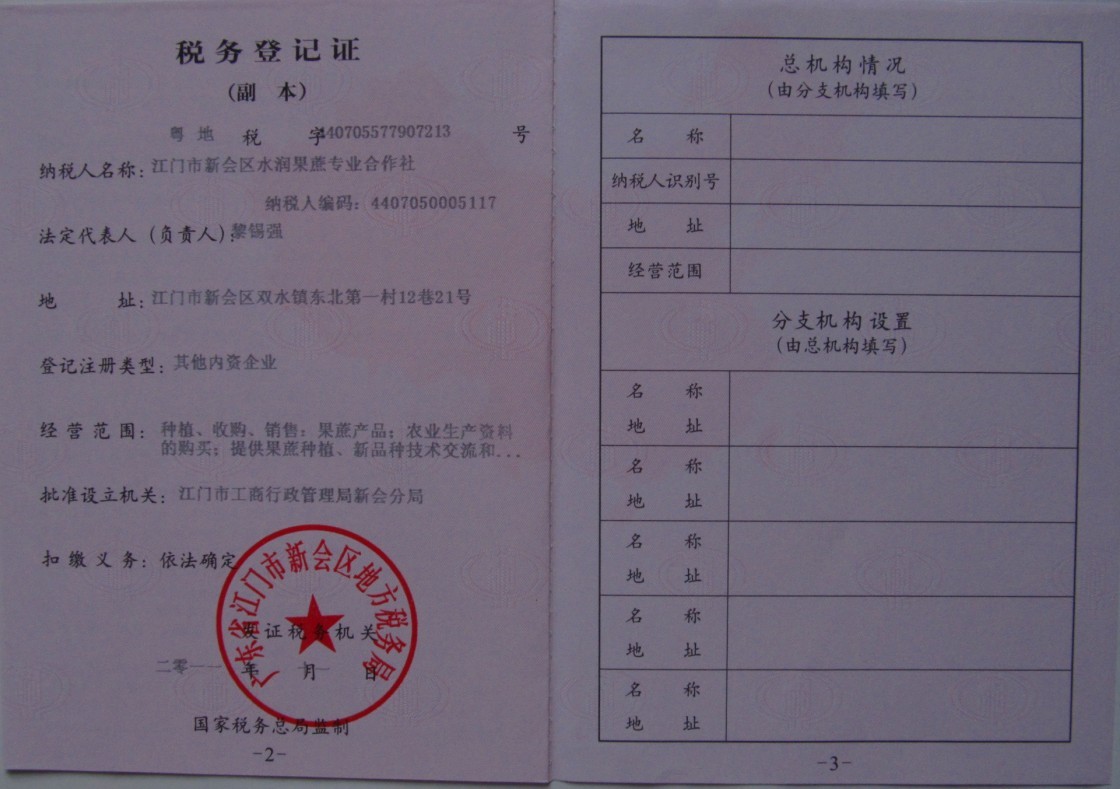 税务登记证
(副 本)
粤 地 税 字440705577907213 号
纳税人名称：江门市新会区水润果蔗专业合作社
纳税人编码：4407050005117
法定代表人（负责人）：黎锡强
地 址：江门市新会区双水镇东北第一村12巷21号
登记注册类型：其他内资企业
经营范围：种植、收购、销售：果蔗产品；农业生产资料
的购买；提供果蔗种植、新品种技术交流和...
批准设立机关：江门市工商行政管理局新会分局
扣缴义务：依法确定
广东省江门市新会区地方税务局
发证税务机关
二零一一 年 月 日
国家税务总局监制
-2-
总机构情况
(由分支机构填写)
名 称
纳税人识别号
地 址
经营范围
分支机构设置
(由总机构填写)
名 称
地 址
名 称
地 址
名 称
地 址
名 称
地 址
名 称
地 址
-3-